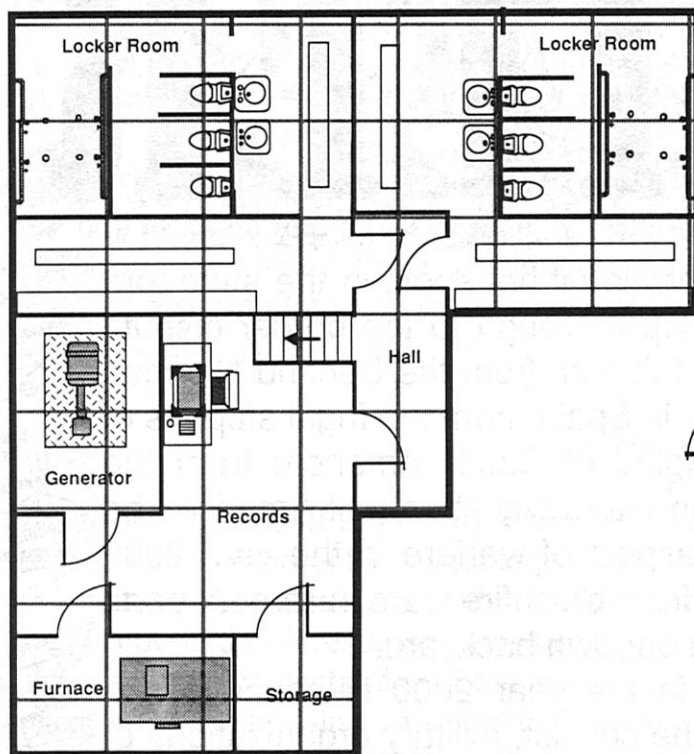 Locker Room
Locker Room
Hall
Generator
Records
Furnace
Storage